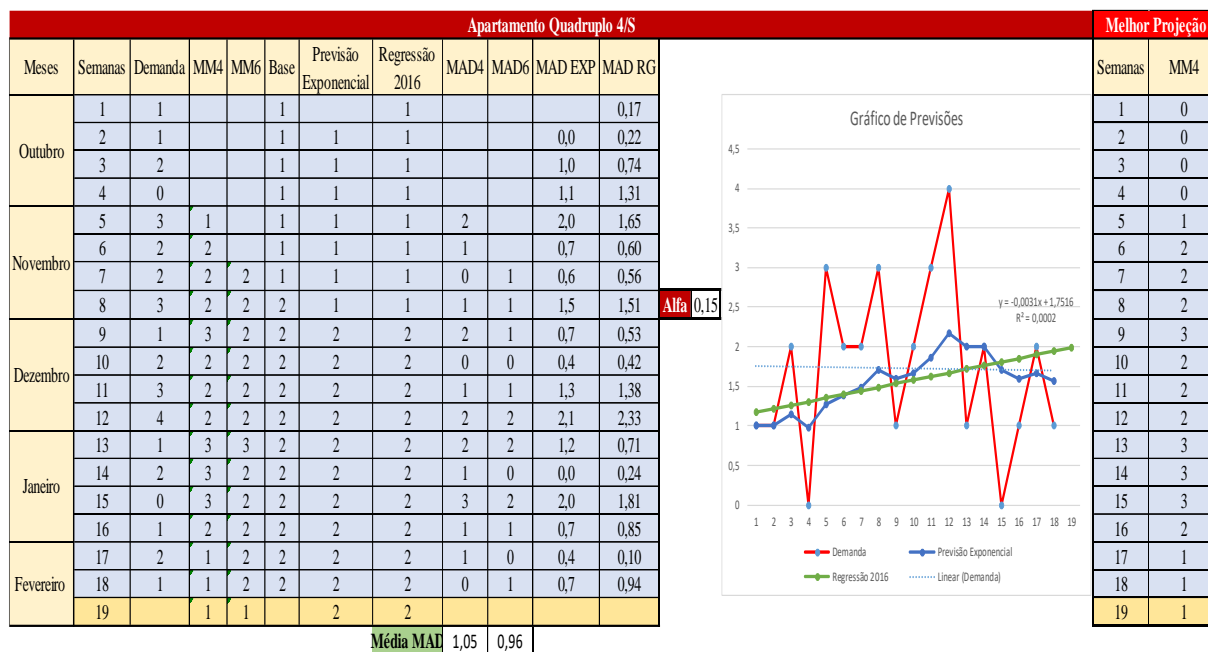 Apartamento Quadruplo 4/S
Melhor Projeção
Meses Semanas Demanda MM4 MM6 Base Previsão Exponencial Regressão 2016 MAD4 MAD6 MAD EXP MAD RG
Semanas MM4
Outubro
1 1 1 1 0,17
2 1 1 1 1 0,0 0,22
3 2 1 1 1 1,0 0,74
4 0 1 1 1 1,1 1,31
Novembro
5 3 1 1 1 1 2 2,0 1,65
6 2 2 1 1 1 1 0,7 0,60
7 2 2 2 1 1 1 0 1 0,6 0,56
8 3 2 2 2 1 1 1 1 1,5 1,51
Dezembro
9 1 3 2 2 2 2 2 1 0,7 0,53
10 2 2 2 2 2 2 0 0 0,4 0,42
11 3 2 2 2 2 2 1 1 1,3 1,38
12 4 2 2 2 2 2 2 2 2,1 2,33
Janeiro
13 1 3 3 2 2 2 2 2 1,2 0,71
14 2 3 2 2 2 2 1 0 0,0 0,24
15 0 3 2 2 2 2 3 2 2,0 1,81
16 1 2 2 2 2 2 1 1 0,7 0,85
Fevereiro
17 2 1 2 2 2 2 1 0 0,4 0,10
18 1 1 2 2 2 2 0 1 0,7 0,94
19 1 1 2 2
Média MAD 1,05 0,96
Alfa 0,15
Gráfico de Previsões
4,5
4
3,5
3
2,5
2
1,5
1
0,5
0
y = -0,0031x + 1,7516
R² = 0,0002
1 2 3 4 5 6 7 8 9 10 11 12 13 14 15 16 17 18 19
Demanda Previsão Exponencial
Regressão 2016 Linear (Demanda)
1 0
2 0
3 0
4 0
5 1
6 2
7 2
8 2
9 3
10 2
11 2
12 2
13 3
14 3
15 3
16 2
17 1
18 1
19 1